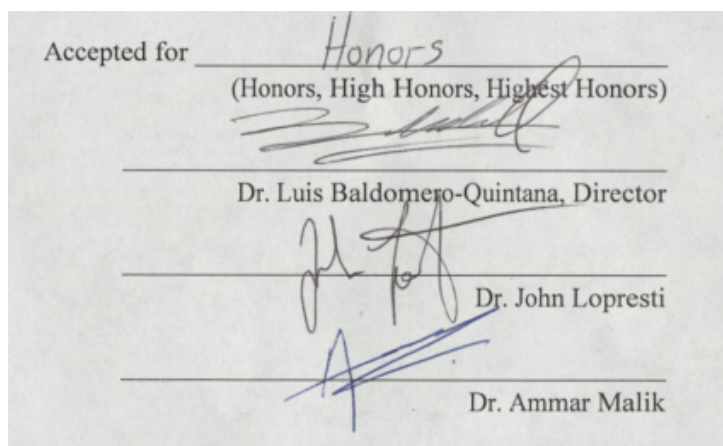 Accepted for Honors
(Honors, High Honors, Highest Honors)
Dr. Luis Baldomero-Quintana, Director
Dr. John Lopresti
Dr. Ammar Malik